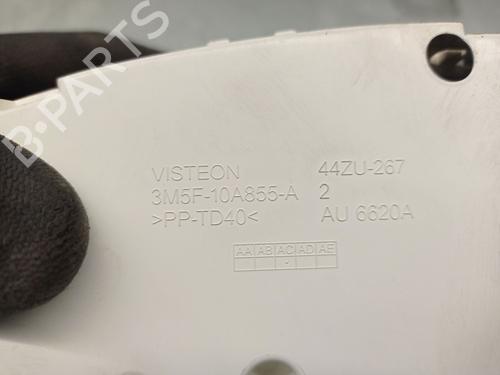 B-PARTS
VISTEON 44ZU-267
3M5F-10A855-A 2
>PP-TD40< AU 6620A
AA AB AC AD AE
-